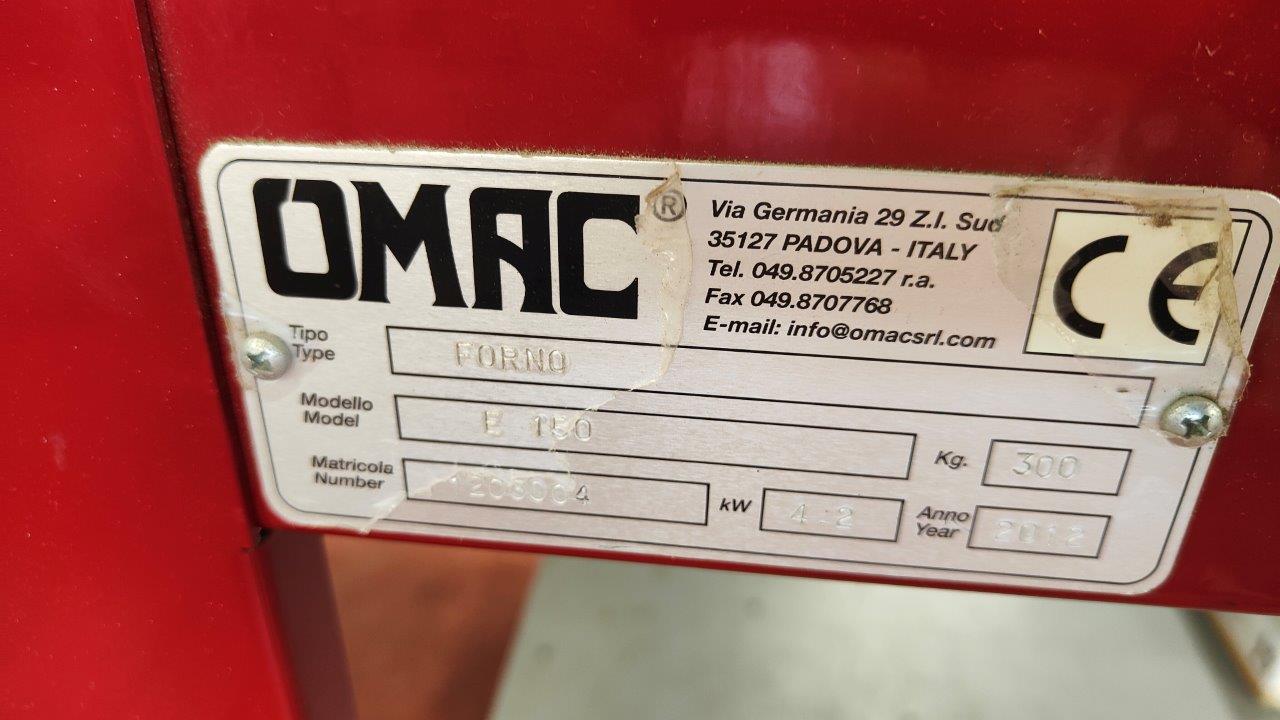 OMAC®
Via Germania 29 Z.I. Sud
35127 PADOVA - ITALY
Tel. 049.8705227 r.a.
Fax 049.8707768
E-mail: info@omacsrl.com
CE
Tipo
Type
FORNO
Modello
Model
E 150
Kg.
300
Matricola
Number
1203004
kW
4.2
Anno
Year
2012